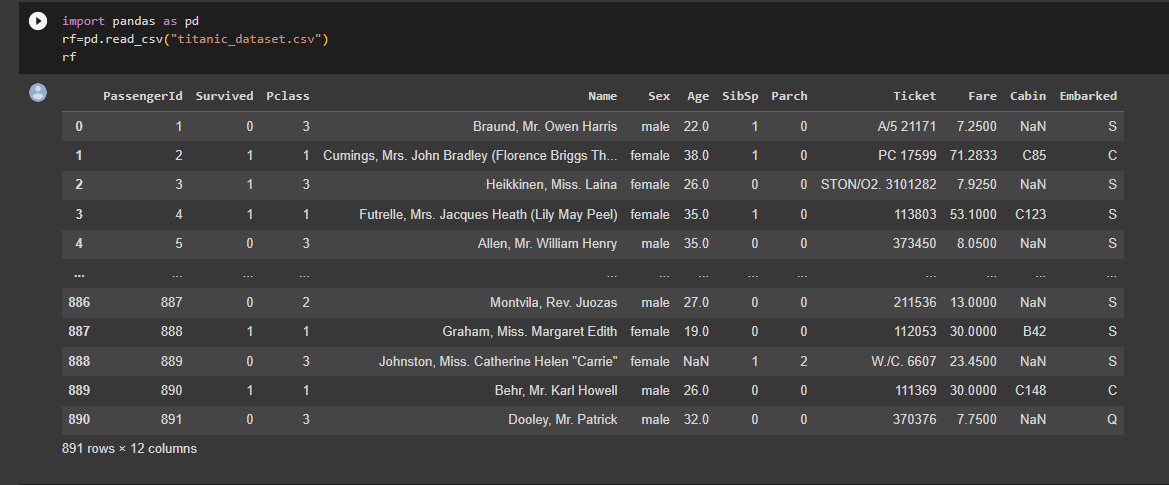 import pandas as pd
rf=pd.read_csv("titanic_dataset.csv")
rf
PassengerId Survived Pclass Name Sex Age SibSp Parch Ticket Fare Cabin Embarked
0 1 0 3 Braund, Mr. Owen Harris male 22.0 1 0 A/5 21171 7.2500 NaN S
1 2 1 1 Cumings, Mrs. John Bradley (Florence Briggs Th... female 38.0 1 0 PC 17599 71.2833 C85 C
2 3 1 3 Heikkinen, Miss. Laina female 26.0 0 0 STON/O2. 3101282 7.9250 NaN S
3 4 1 1 Futrelle, Mrs. Jacques Heath (Lily May Peel) female 35.0 1 0 113803 53.1000 C123 S
4 5 0 3 Allen, Mr. William Henry male 35.0 0 0 373450 8.0500 NaN S
... ... ... ... ... ... ... ... ... ... ... ... ...
886 887 0 2 Montvila, Rev. Juozas male 27.0 0 0 211536 13.0000 NaN S
887 888 1 1 Graham, Miss. Margaret Edith female 19.0 0 0 112053 30.0000 B42 S
888 889 0 3 Johnston, Miss. Catherine Helen "Carrie" female NaN 1 2 W./C. 6607 23.4500 NaN S
889 890 1 1 Behr, Mr. Karl Howell male 26.0 0 0 111369 30.0000 C148 C
890 891 0 3 Dooley, Mr. Patrick male 32.0 0 0 370376 7.7500 NaN Q
891 rows × 12 columns